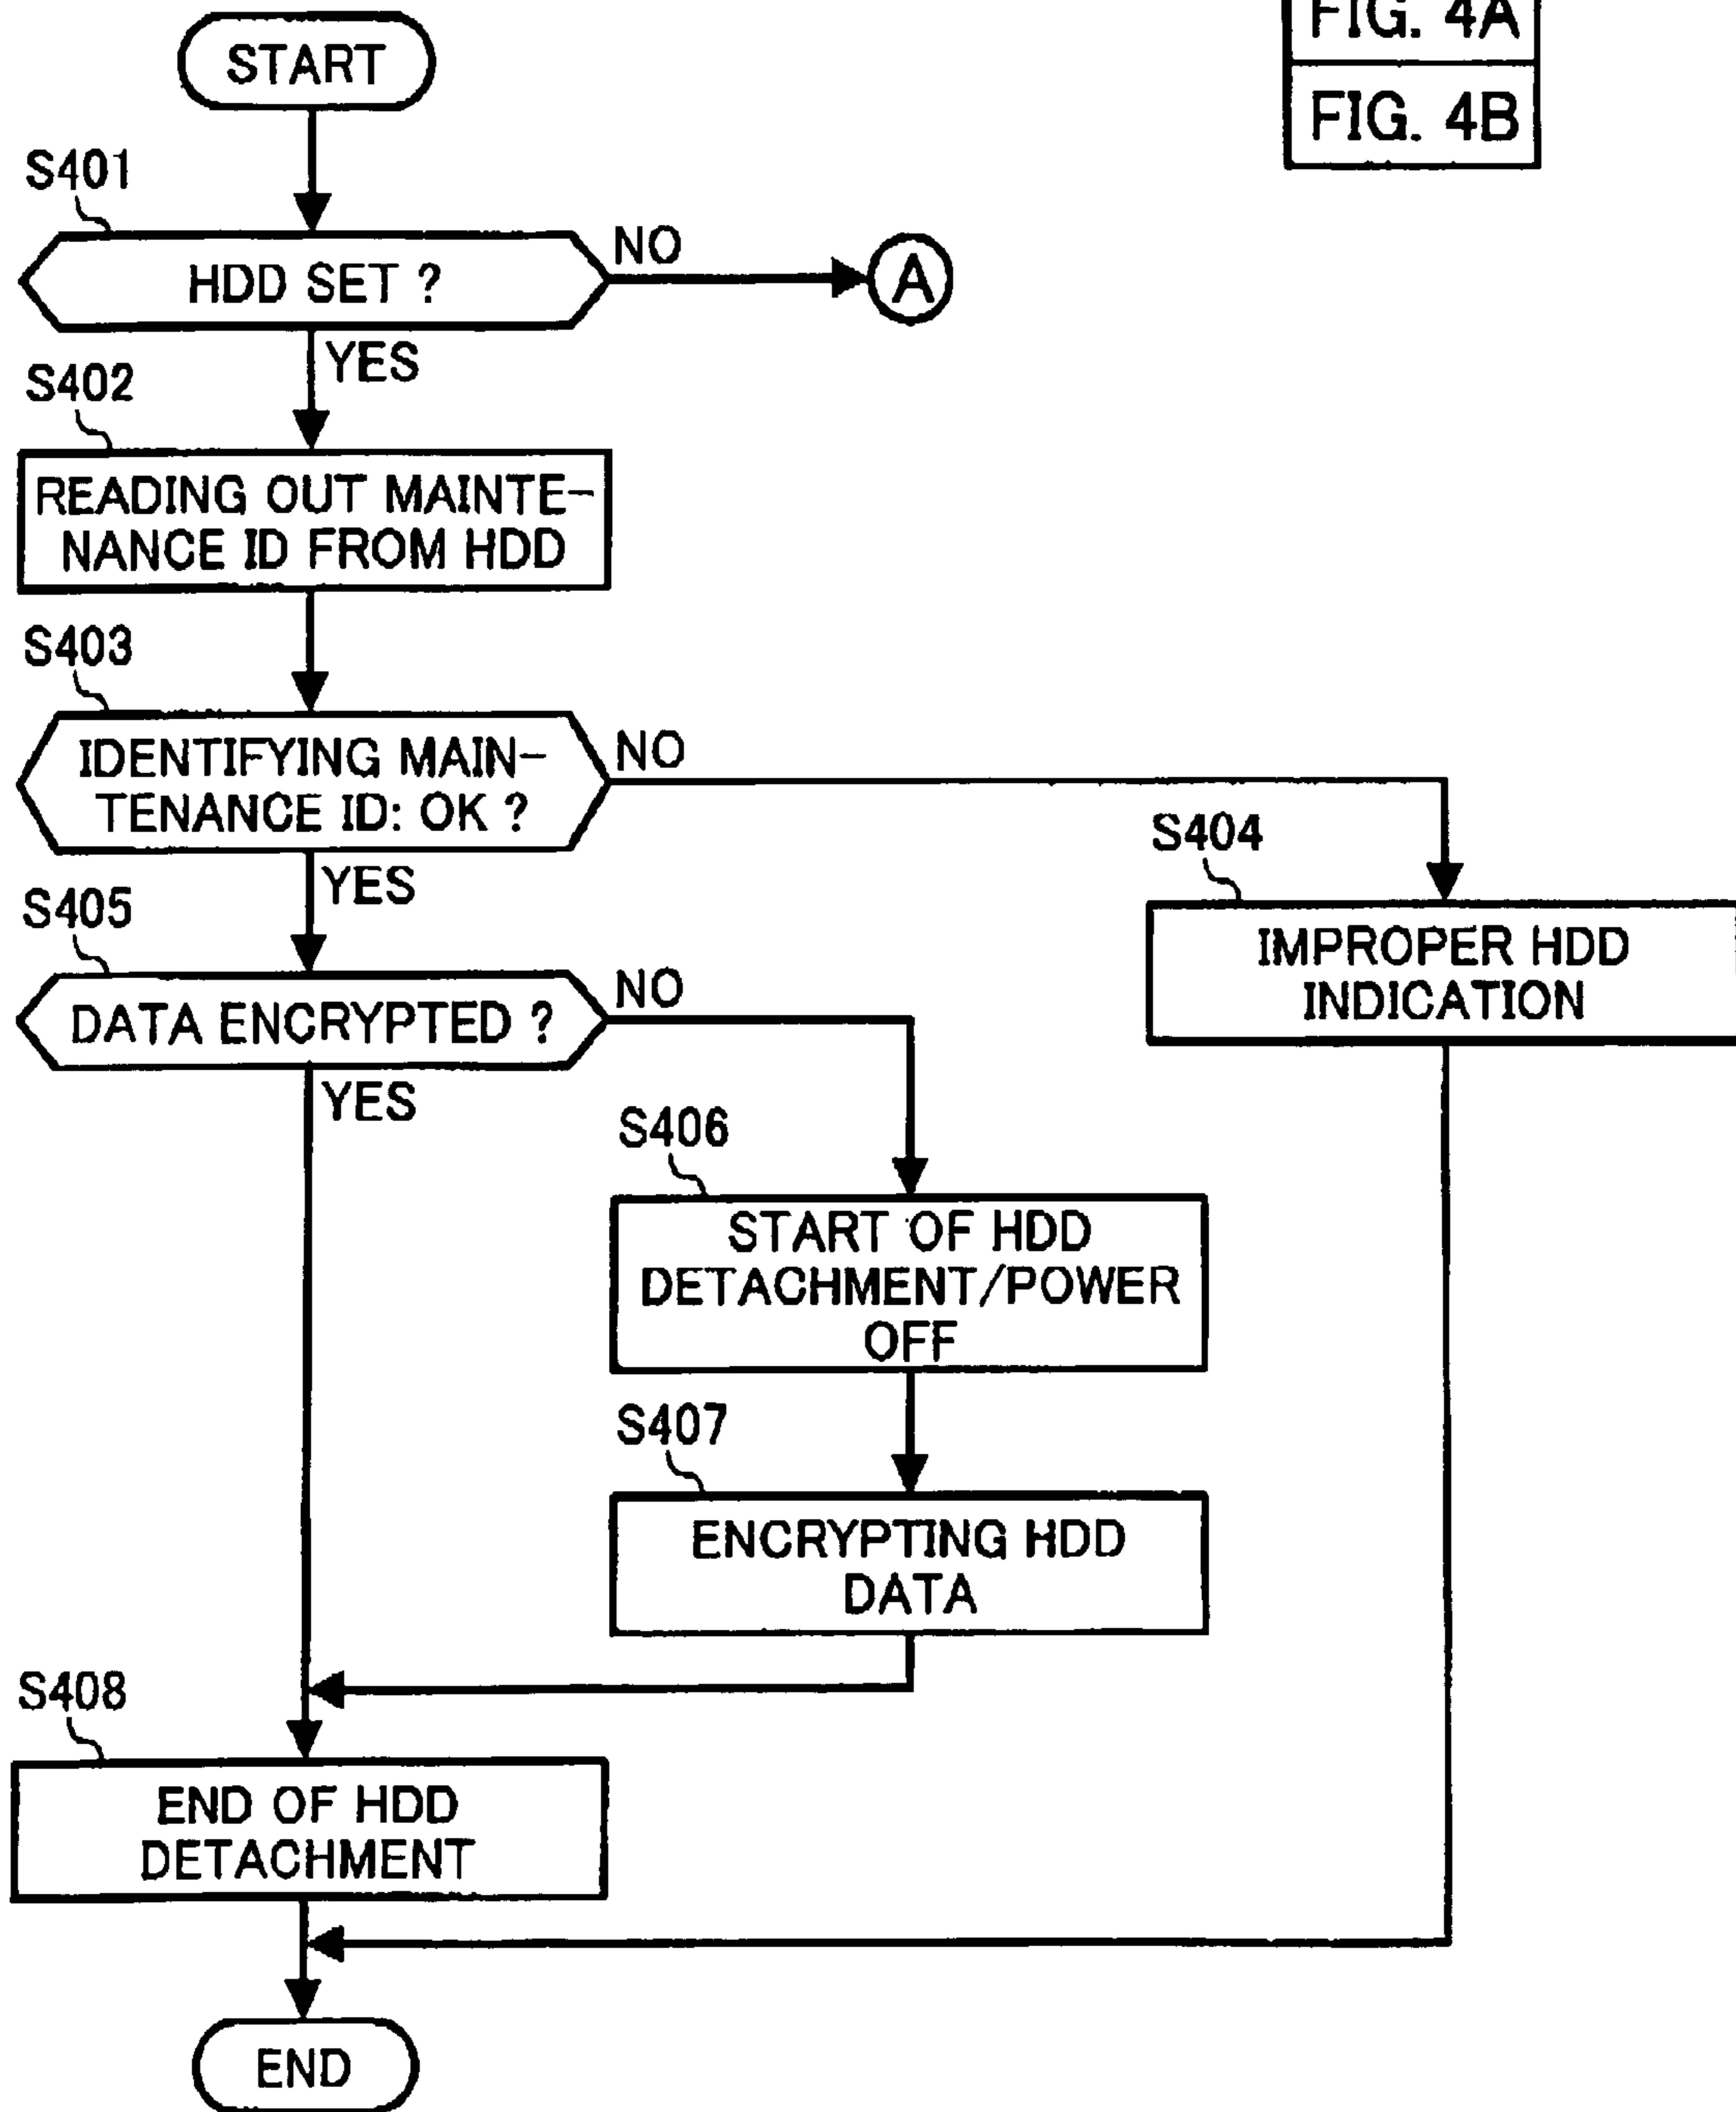 FIG. 4A
FIG. 4B
START
S401
HDD SET ?
NO
A
YES
S402
READING OUT MAINTE-
NANCE ID FROM HDD
S403
IDENTIFYING MAIN-
TENANCE ID: OK ?
NO
YES
S404
IMPROPER HDD
INDICATION
S405
DATA ENCRYPTED ?
NO
YES
S406
START OF HDD
DETACHMENT/POWER
OFF
S407
ENCRYPTING HDD
DATA
S408
END OF HDD
DETACHMENT
END